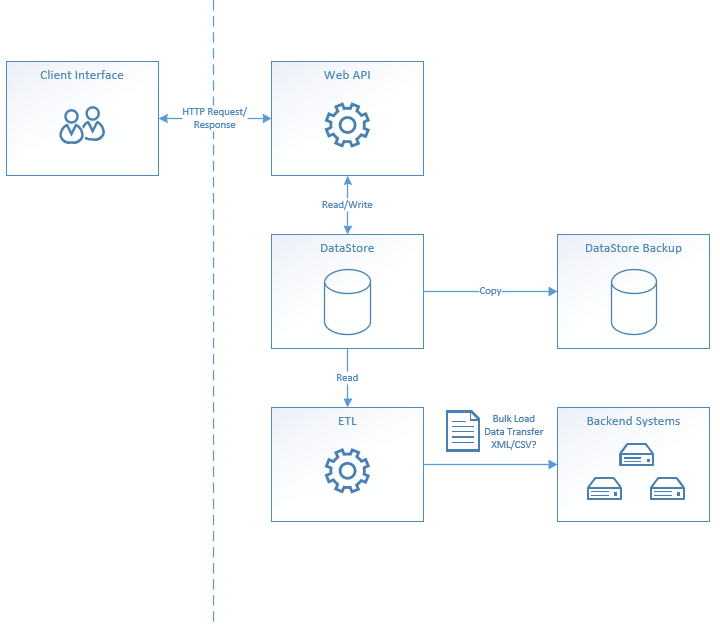 Client Interface
Web API
HTTP Request/
Response
Read/Write
DataStore
DataStore Backup
Copy
Read
ETL
Bulk Load
Data Transfer
XML/CSV?
Backend Systems